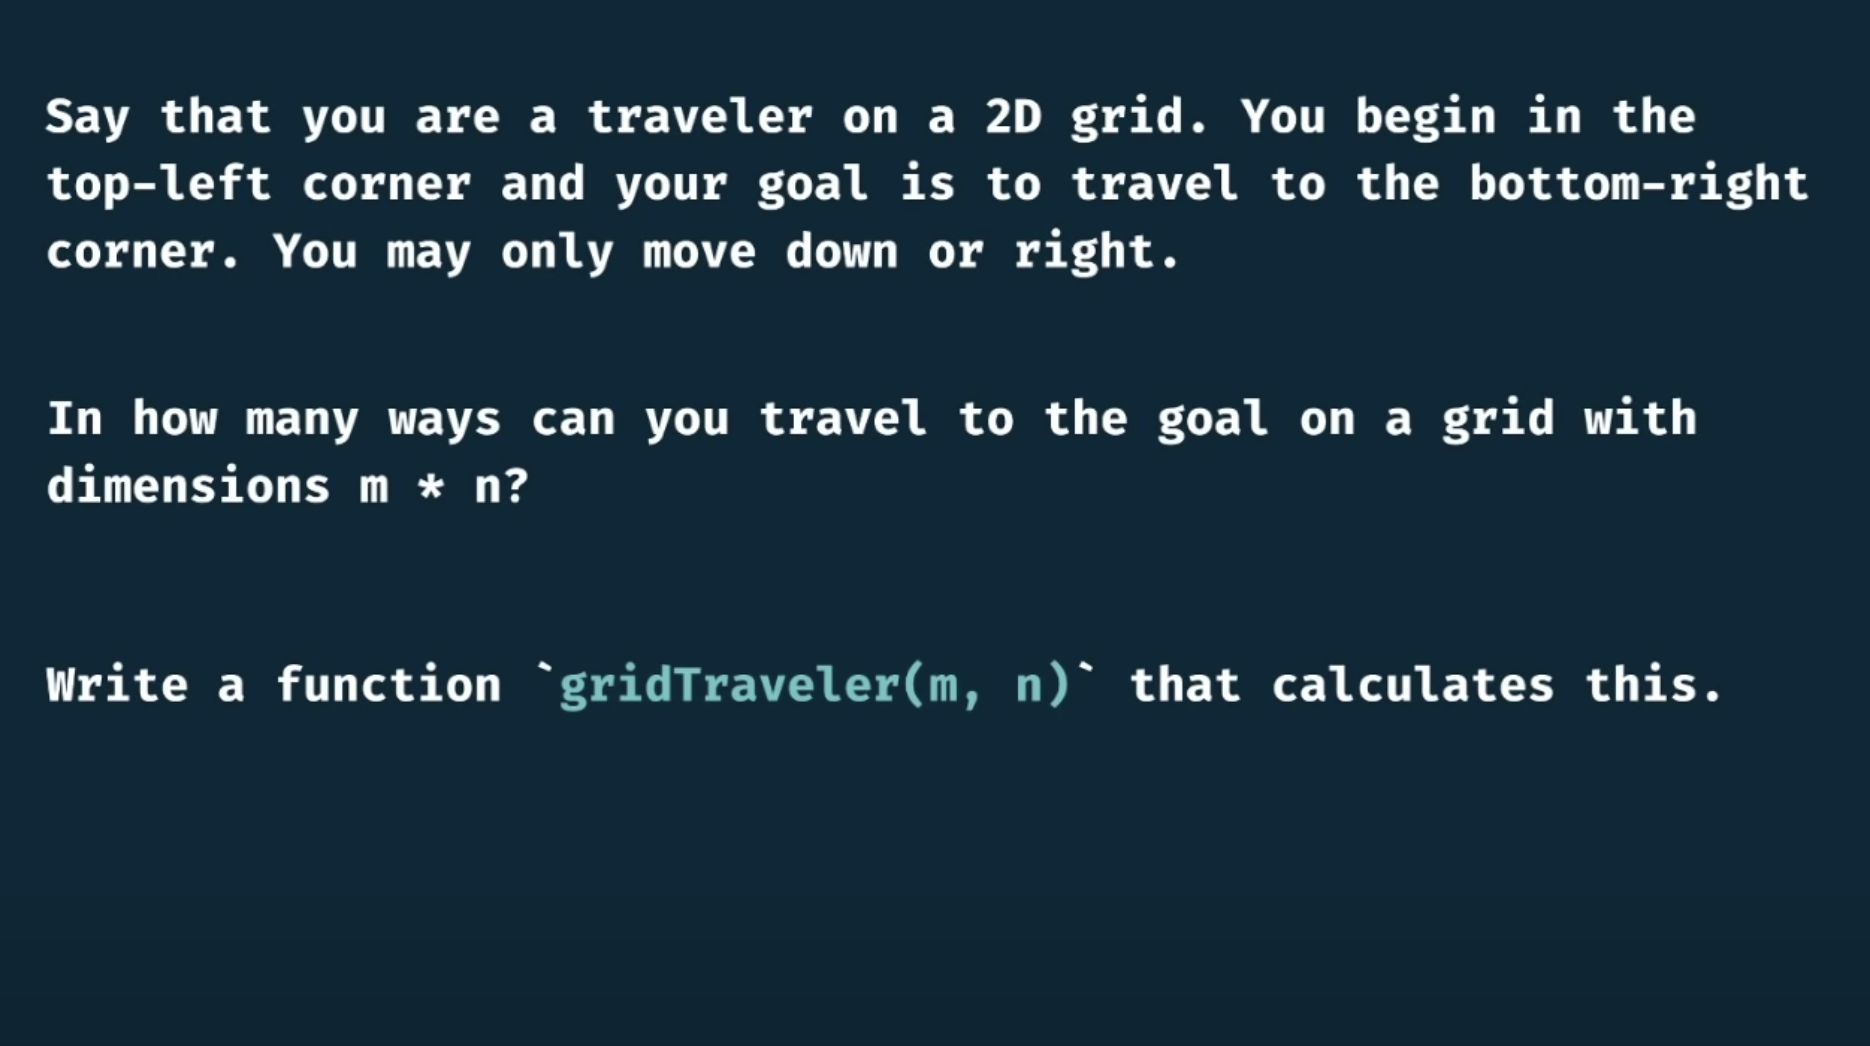 Say that you are a traveler on a 2D grid. You begin in the
top-left corner and your goal is to travel to the bottom-right
corner. You may only move down or right.
In how many ways can you travel to the goal on a grid with
dimensions m * n?
Write a function `gridTraveler(m, n)` that calculates this.